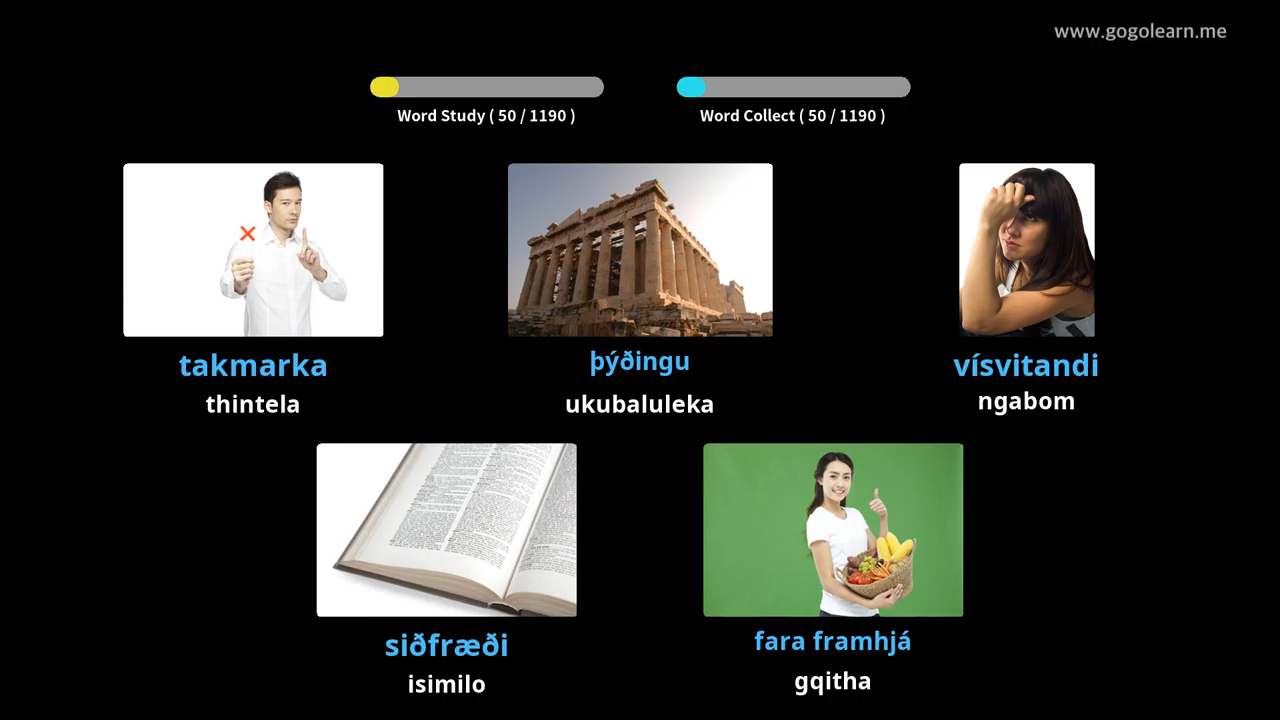 www.gogolearn.me
Word Study ( 50 / 1190 )
Word Collect ( 50 / 1190 )
takmarka
thintela
þýðingu
ukubaluleka
vísvitandi
ngabom
siðfræði
isimilo
fara framhjá
gqitha